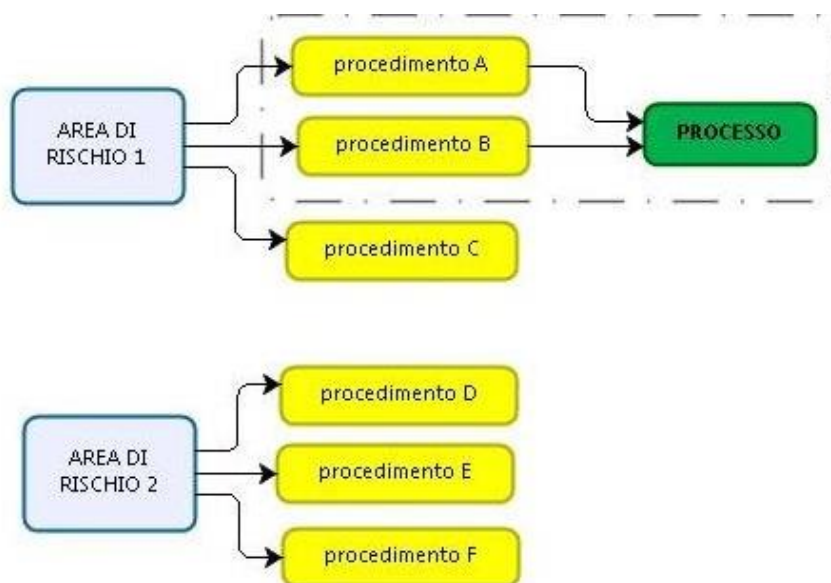 procedimento A
AREA DI
RISCHIO 1
procedimento B
PROCESSO
procedimento C
procedimento D
AREA DI
RISCHIO 2
procedimento E
procedimento F